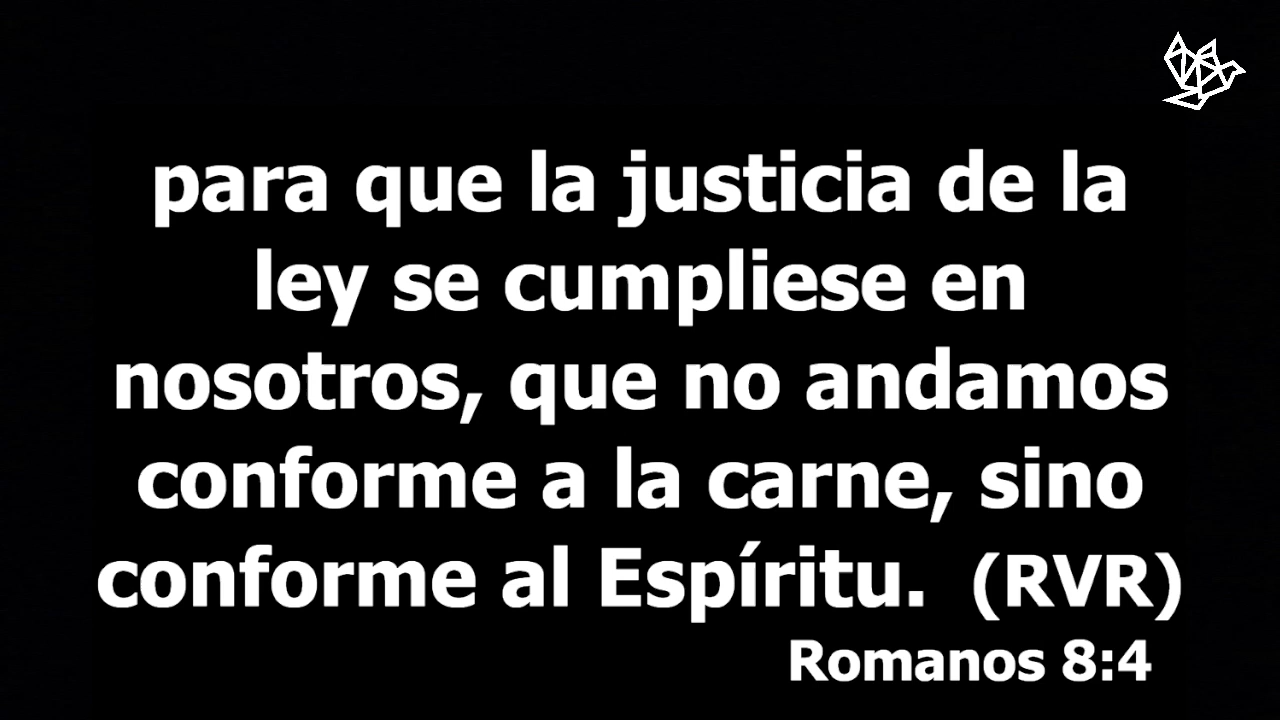 para que la justicia de la
ley se cumpliese en
nosotros, que no andamos
conforme a la carne, sino
conforme al Espíritu. (RVR)
Romanos 8:4